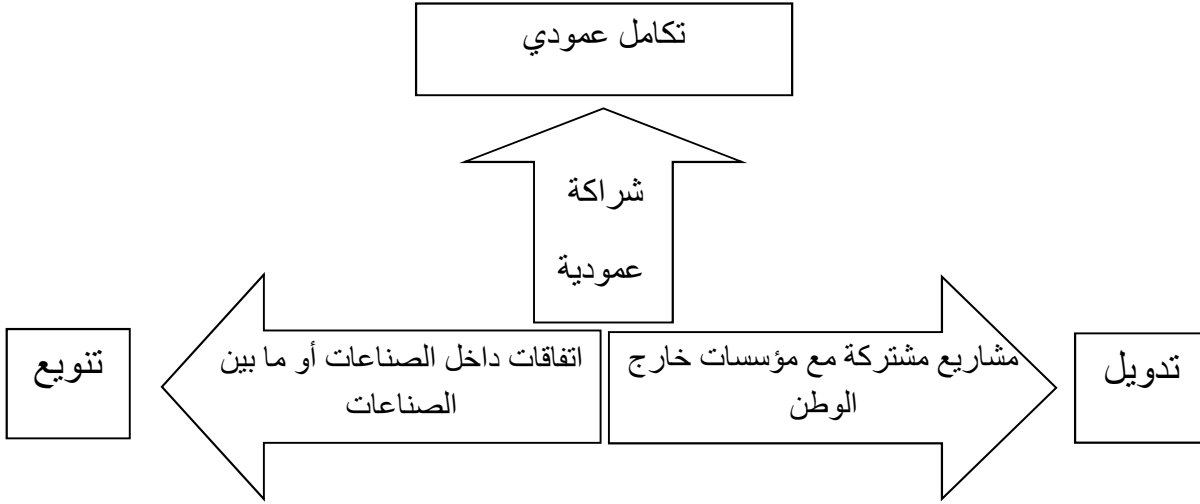 تكامل عمودي
شراكة
عمودية
تدويل
مشاريع مشتركة مع مؤسسات خارج
الوطن
اتفاقات داخل الصناعات أو ما بين
الصناعات
تنويع